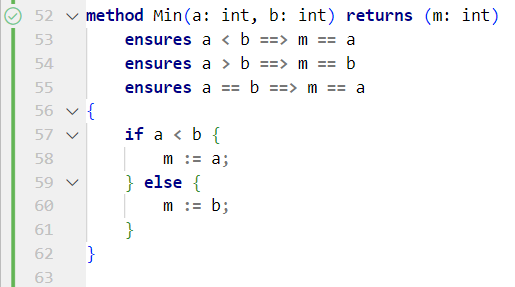 52 method Min(a: int, b: int) returns (m: int)
53     ensures a < b ==> m == a
54     ensures a > b ==> m == b
55     ensures a == b ==> m == a
56 {
57     if a < b {
58         m := a;
59     } else {
60         m := b;
61     }
62 }
63